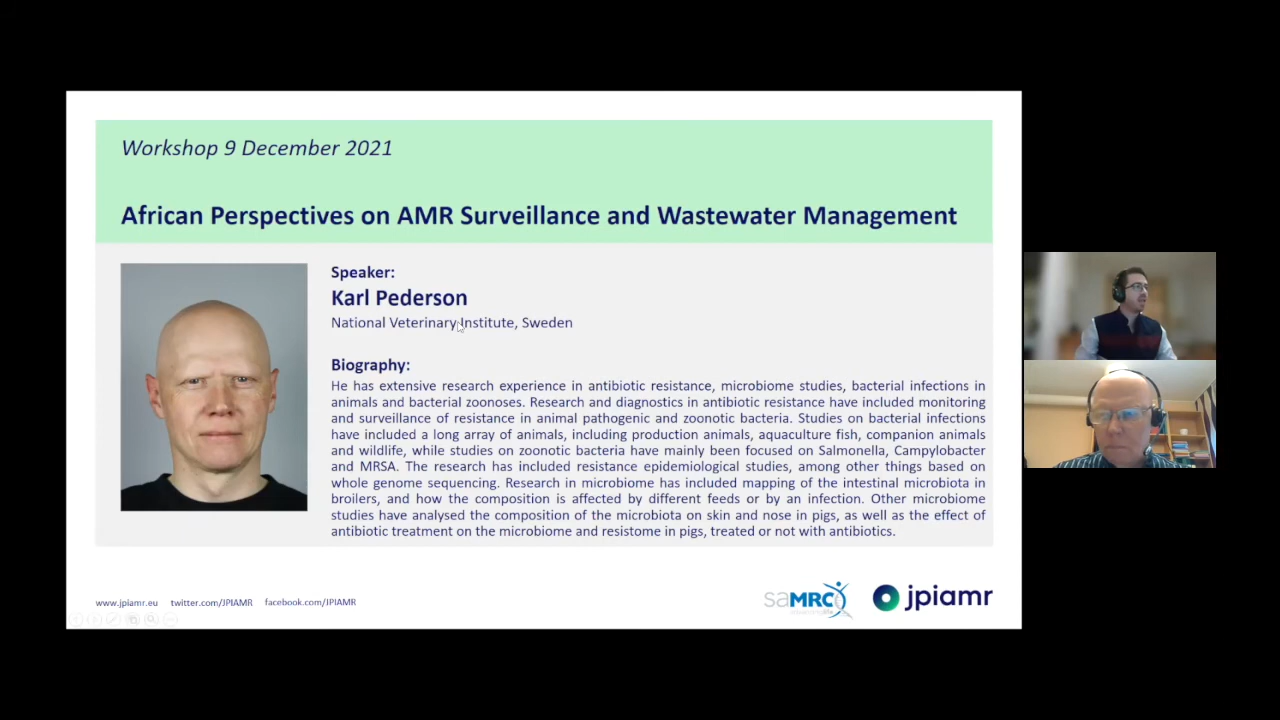 Workshop 9 December 2021
African Perspectives on AMR Surveillance and Wastewater Management
Speaker:
Karl Pederson
National Veterinary Institute, Sweden
Biography:
He has extensive research experience in antibiotic resistance, microbiome studies, bacterial infections in
animals and bacterial zoonoses. Research and diagnostics in antibiotic resistance have included monitoring
and surveillance of resistance in animal pathogenic and zoonotic bacteria. Studies on bacterial infections
have included a long array of animals, including production animals, aquaculture fish, companion animals
and wildlife, while studies on zoonotic bacteria have mainly been focused on Salmonella, Campylobacter
and MRSA. The research has included resistance epidemiological studies, among other things based on
whole genome sequencing. Research in microbiome has included mapping of the intestinal microbiota in
broilers, and how the composition is affected by different feeds or by an infection. Other microbiome
studies have analysed the composition of the microbiota on skin and nose in pigs, as well as the effect of
antibiotic treatment on the microbiome and resistome in pigs, treated or not with antibiotics.
www.jpiamr.eu twitter.com/JPIAMR facebook.com/JPIAMR
saMRC
jpiamr